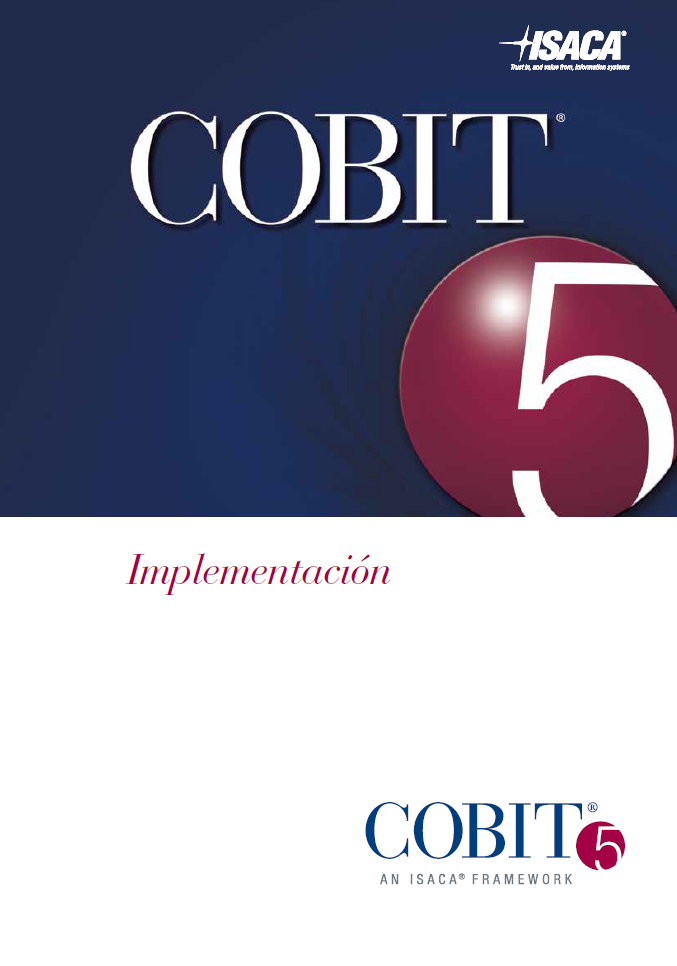 ISACA®
Trust in, and value from, information systems
COBIT®
5
Implementación
COBIT® 5
AN ISACA® FRAMEWORK